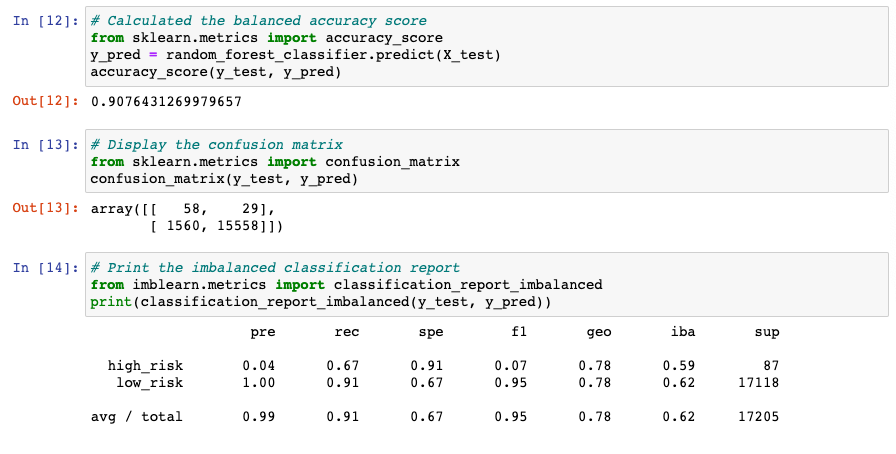 In [12]: # Calculated the balanced accuracy score
from sklearn.metrics import accuracy_score
y_pred = random_forest_classifier.predict(X_test)
accuracy_score(y_test, y_pred)
Out[12]: 0.9076431269979657
In [13]: # Display the confusion matrix
from sklearn.metrics import confusion_matrix
confusion_matrix(y_test, y_pred)
Out[13]: array([[   58,    29],
       [ 1560, 15558]])
In [14]: # Print the imbalanced classification report
from imblearn.metrics import classification_report_imbalanced
print(classification_report_imbalanced(y_test, y_pred))
pre rec spe f1 geo iba sup
high_risk 0.04 0.67 0.91 0.07 0.78 0.59 87
low_risk 1.00 0.91 0.67 0.95 0.78 0.62 17118
avg / total 0.99 0.91 0.67 0.95 0.78 0.62 17205